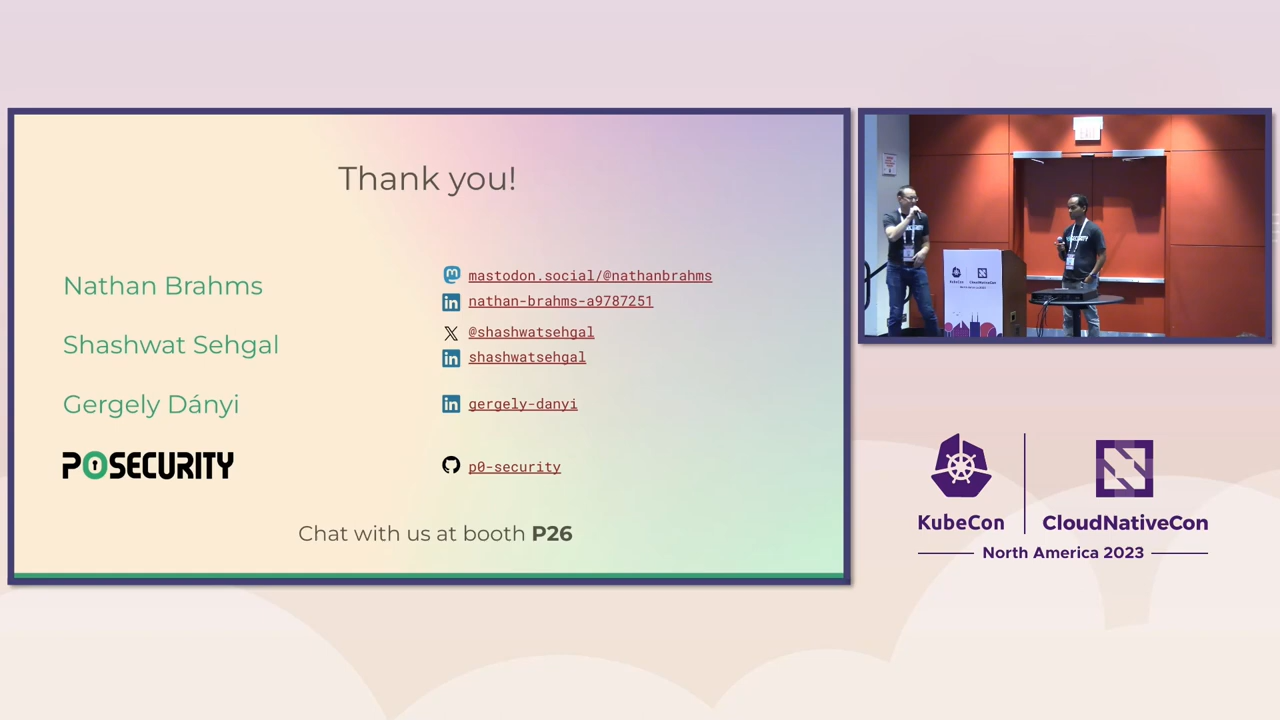 Thank you!
Nathan Brahms
mastodon.social/@nathanbrahms
nathan-brahms-a9787251
Shashwat Sehgal
@shashwatsehgal
shashwatsehgal
Gergely Dányi
gergely-danyi
P0SECURITY
p0-security
Chat with us at booth P26
EXIT
KubeCon
CloudNativeCon
North America 2023